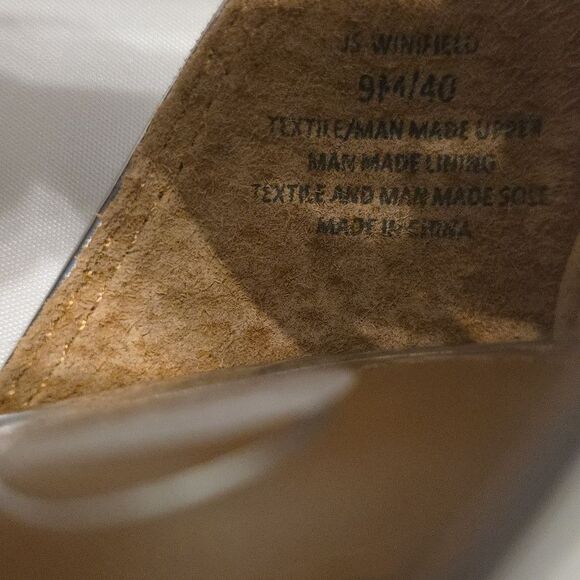 JS WINIFIELD
9M/40
TEXTILE/MAN MADE UPPER
MAN MADE LINING
TEXTILE AND MAN MADE SOLE
MADE IN CHINA